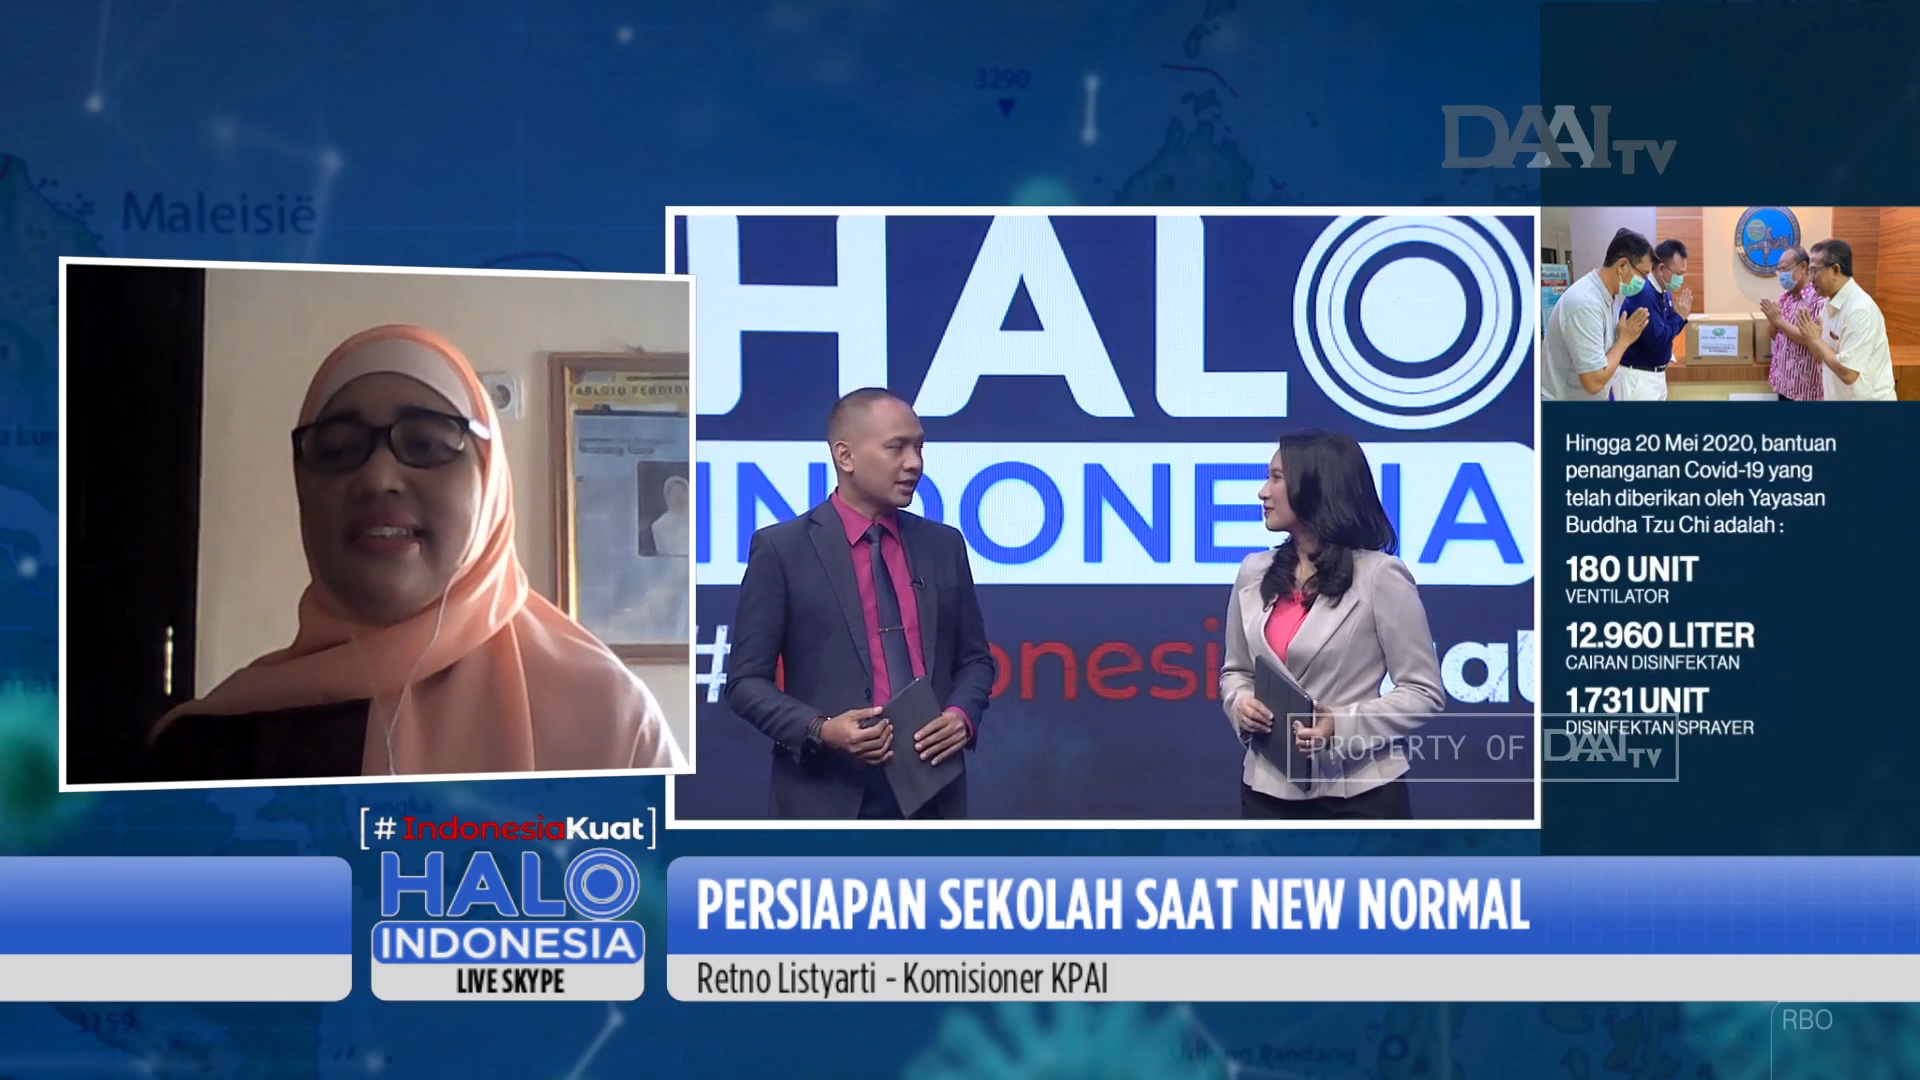 3290
DAAI TV
Maleisië
HALO
INDONESIA
Hingga 20 Mei 2020, bantuan
penanganan Covid-19 yang
telah diberikan oleh Yayasan
Buddha Tzu Chi adalah :
180 UNIT
VENTILATOR
12.960 LITER
CAIRAN DISINFEKTAN
1.731 UNIT
DISINFEKTAN SPRAYER
PROPERTY OF DAAI TV
[#IndonesiaKuat]
HALO
INDONESIA
LIVE SKYPE
PERSIAPAN SEKOLAH SAAT NEW NORMAL
Retno Listyarti - Komisioner KPAI
3159
RBO